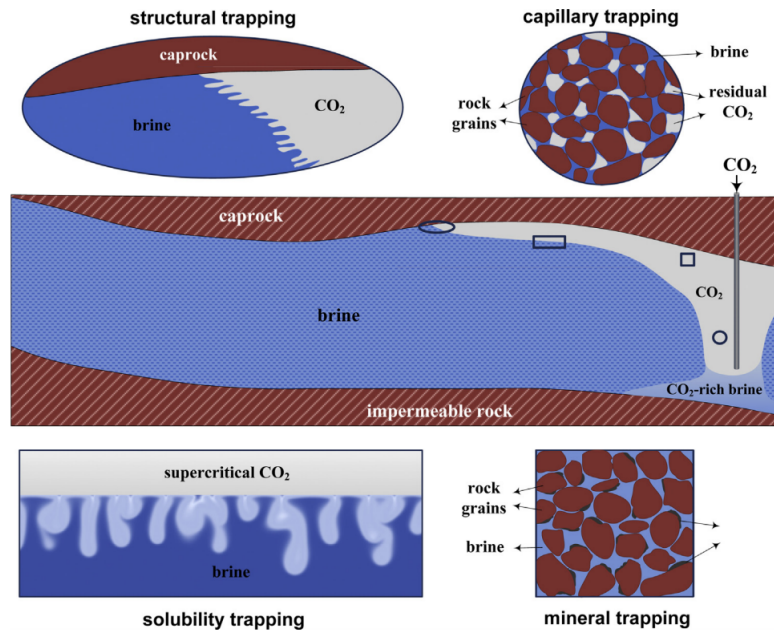 structural trapping
caprock
brine
CO₂
capillary trapping
brine
rock
grains
residual
CO₂
CO₂
caprock
brine
CO₂
CO₂-rich brine
impermeable rock
supercritical CO₂
brine
solubility trapping
rock
grains
brine
mineral trapping